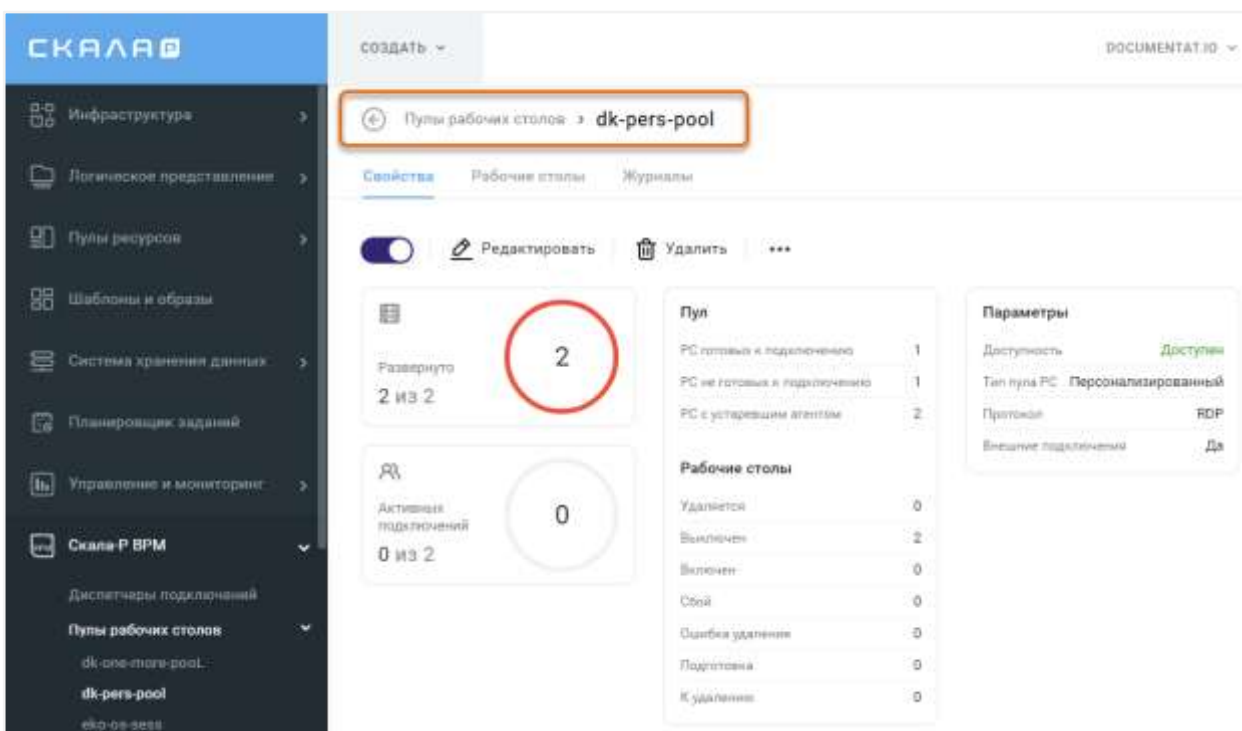 СКАЛА Р
СОЗДАТЬ
DOCUMENTAT.IO
Инфраструктура
Логическое представление
Пулы ресурсов
Шаблоны и образы
Система хранения данных
Планировщик заданий
Управление и мониторинг
Скала-Р ВРМ
Диспетчеры подключений
Пулы рабочих столов
dk-one-more-pooL
dk-pers-pool
eko-os-sess
Пулы рабочих столов › dk-pers-pool
Свойства Рабочие столы Журналы
Редактировать Удалить •••
Развернуто
2 из 2
2
Активных
подключений
0 из 2
0
Пул
РС готовых к подключению 1
РС не готовых к подключению 1
РС с устаревшим агентом 2
Рабочие столы
Удаляется 0
Выключен 2
Включен 0
Сбой 0
Ошибка удаления 0
Подготовка 0
К удалению 0
Параметры
Доступность Доступен
Тип пула РС Персонализированный
Протокол RDP
Внешние подключения Да